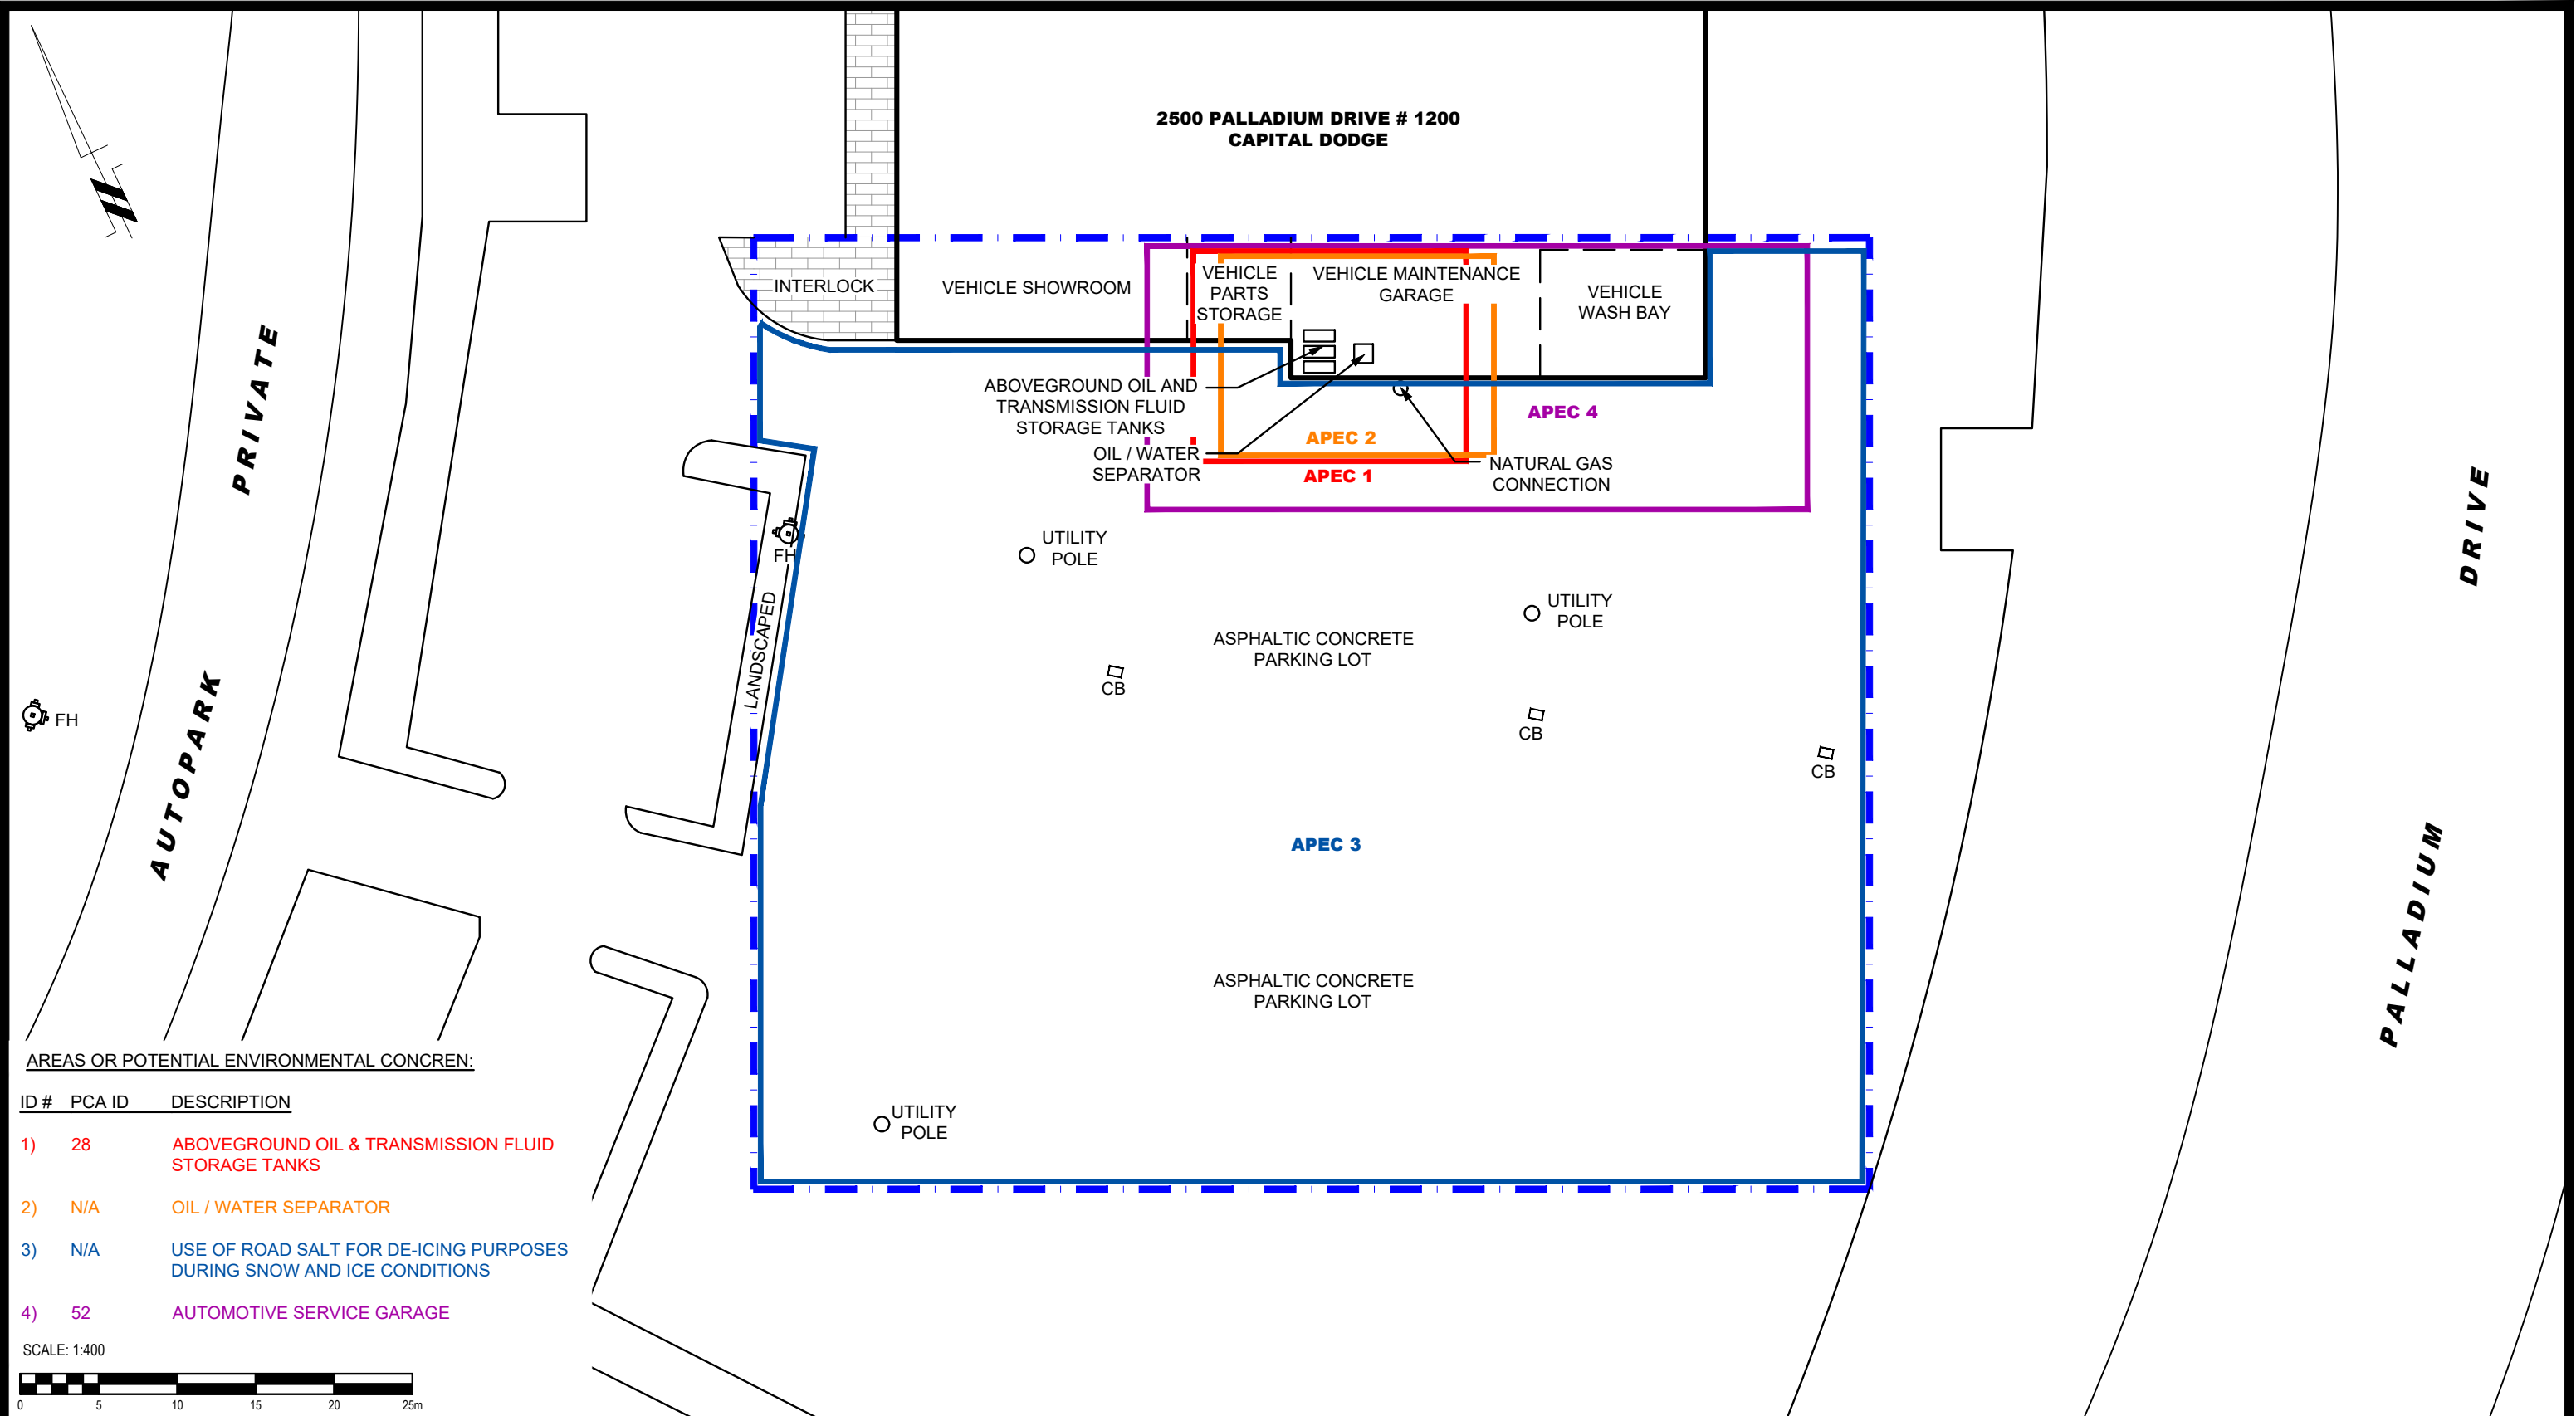 2500 PALLADIUM DRIVE # 1200
CAPITAL DODGE
INTERLOCK
VEHICLE SHOWROOM
VEHICLE
PARTS
STORAGE
VEHICLE MAINTENANCE
GARAGE
VEHICLE
WASH BAY
ABOVEGROUND OIL AND
TRANSMISSION FLUID
STORAGE TANKS
OIL / WATER
SEPARATOR
APEC 2
APEC 1
APEC 4
NATURAL GAS
CONNECTION
PRIVATE
AUTOPARK
DRIVE
PALLADIUM
FH
FH
LANDSCAPED
UTILITY
POLE
UTILITY
POLE
ASPHALTIC CONCRETE
PARKING LOT
CB
CB
CB
APEC 3
ASPHALTIC CONCRETE
PARKING LOT
UTILITY
POLE
AREAS OR POTENTIAL ENVIRONMENTAL CONCREN:
ID # PCA ID DESCRIPTION
1) 28 ABOVEGROUND OIL & TRANSMISSION FLUID
STORAGE TANKS
2) N/A OIL / WATER SEPARATOR
3) N/A USE OF ROAD SALT FOR DE-ICING PURPOSES
DURING SNOW AND ICE CONDITIONS
4) 52 AUTOMOTIVE SERVICE GARAGE
SCALE: 1:400
0 5 10 15 20 25m